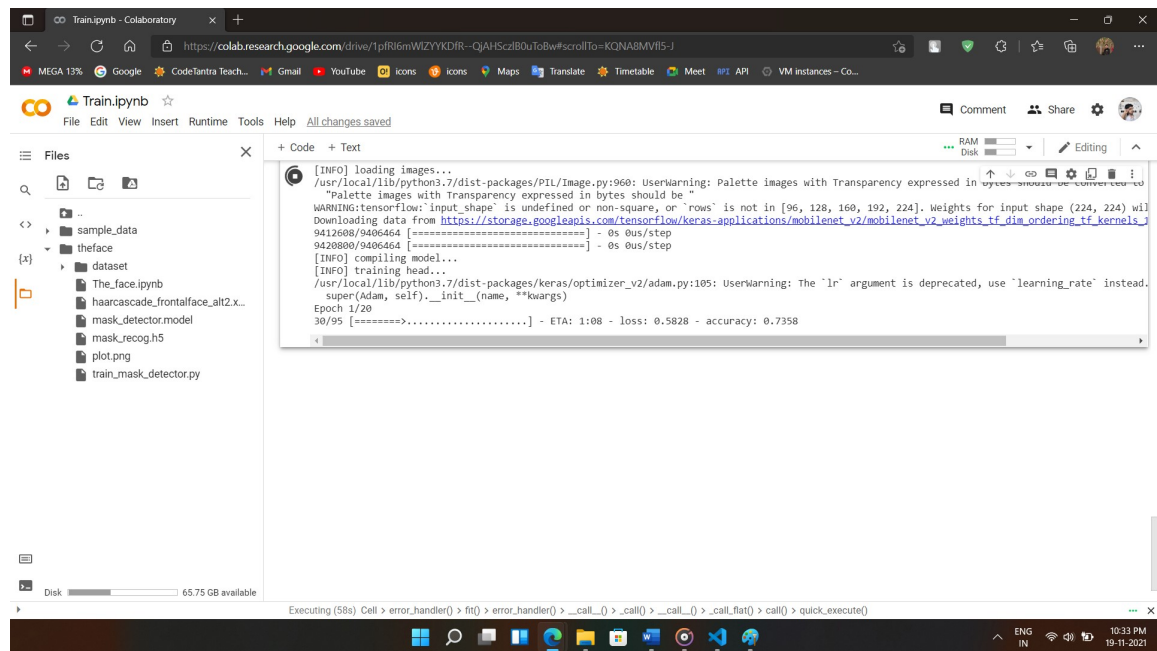 Train.ipynb - Colaboratory
https://colab.research.google.com/drive/1pfRl6mWlZYYKDfR--QjAHSczlB0uToBw#scrollTo=KQNA8MVfl5-J
MEGA 13% Google CodeTantra Teach... Gmail YouTube icons icons Maps Translate Timetable Meet API VM instances – Co...
Train.ipynb
Comment Share
File Edit View Insert Runtime Tools Help All changes saved
Files
+ Code + Text
RAM
Disk
Editing
..
sample_data
theface
dataset
The_face.ipynb
haarcascade_frontalface_alt2.x...
mask_detector.model
mask_recog.h5
plot.png
train_mask_detector.py
{x}
[INFO] loading images...
/usr/local/lib/python3.7/dist-packages/PIL/Image.py:960: UserWarning: Palette images with Transparency expressed in bytes should be converted to
"Palette images with Transparency expressed in bytes should be "
WARNING:tensorflow:`input_shape` is undefined or non-square, or `rows` is not in [96, 128, 160, 192, 224]. Weights for input shape (224, 224) wil
Downloading data from https://storage.googleapis.com/tensorflow/keras-applications/mobilenet_v2/mobilenet_v2_weights_tf_dim_ordering_tf_kernels_1
9412608/9406464 [==============================] - 0s 0us/step
9420800/9406464 [==============================] - 0s 0us/step
[INFO] compiling model...
[INFO] training head...
/usr/local/lib/python3.7/dist-packages/keras/optimizer_v2/adam.py:105: UserWarning: The `lr` argument is deprecated, use `learning_rate` instead.
super(Adam, self).__init__(name, **kwargs)
Epoch 1/20
30/95 [========>.....................] - ETA: 1:08 - loss: 0.5828 - accuracy: 0.7358
Disk 65.75 GB available
Executing (58s) Cell > error_handler() > fit() > error_handler() > __call__() > _call() > __call__() > _call_flat() > call() > quick_execute()
ENG
IN
10:33 PM
19-11-2021